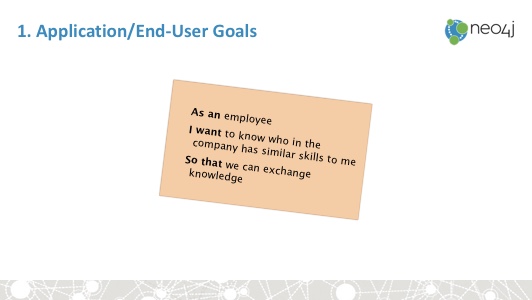 1. Application/End-User Goals
neo4j
As an employee
I want to know who in the
company has similar skills to me
So that we can exchange
knowledge